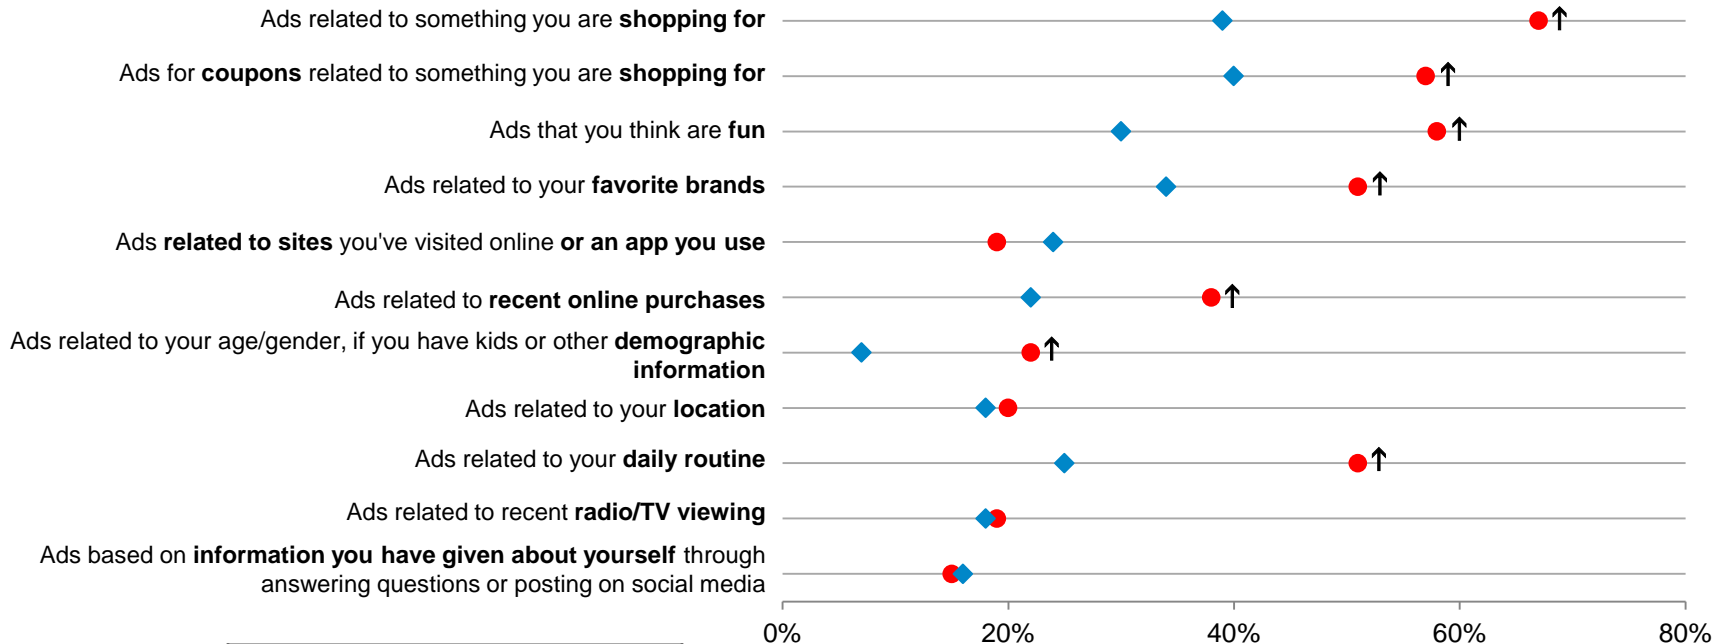 Ads related to something you are shopping for
Ads for coupons related to something you are shopping for
Ads that you think are fun
Ads related to your favorite brands
Ads related to sites you've visited online or an app you use
Ads related to recent online purchases
Ads related to your age/gender, if you have kids or other demographic
information
Ads related to your location
Ads related to your daily routine
Ads related to recent radio/TV viewing
Ads based on information you have given about yourself through
answering questions or posting on social media
0% 20% 40% 60% 80%